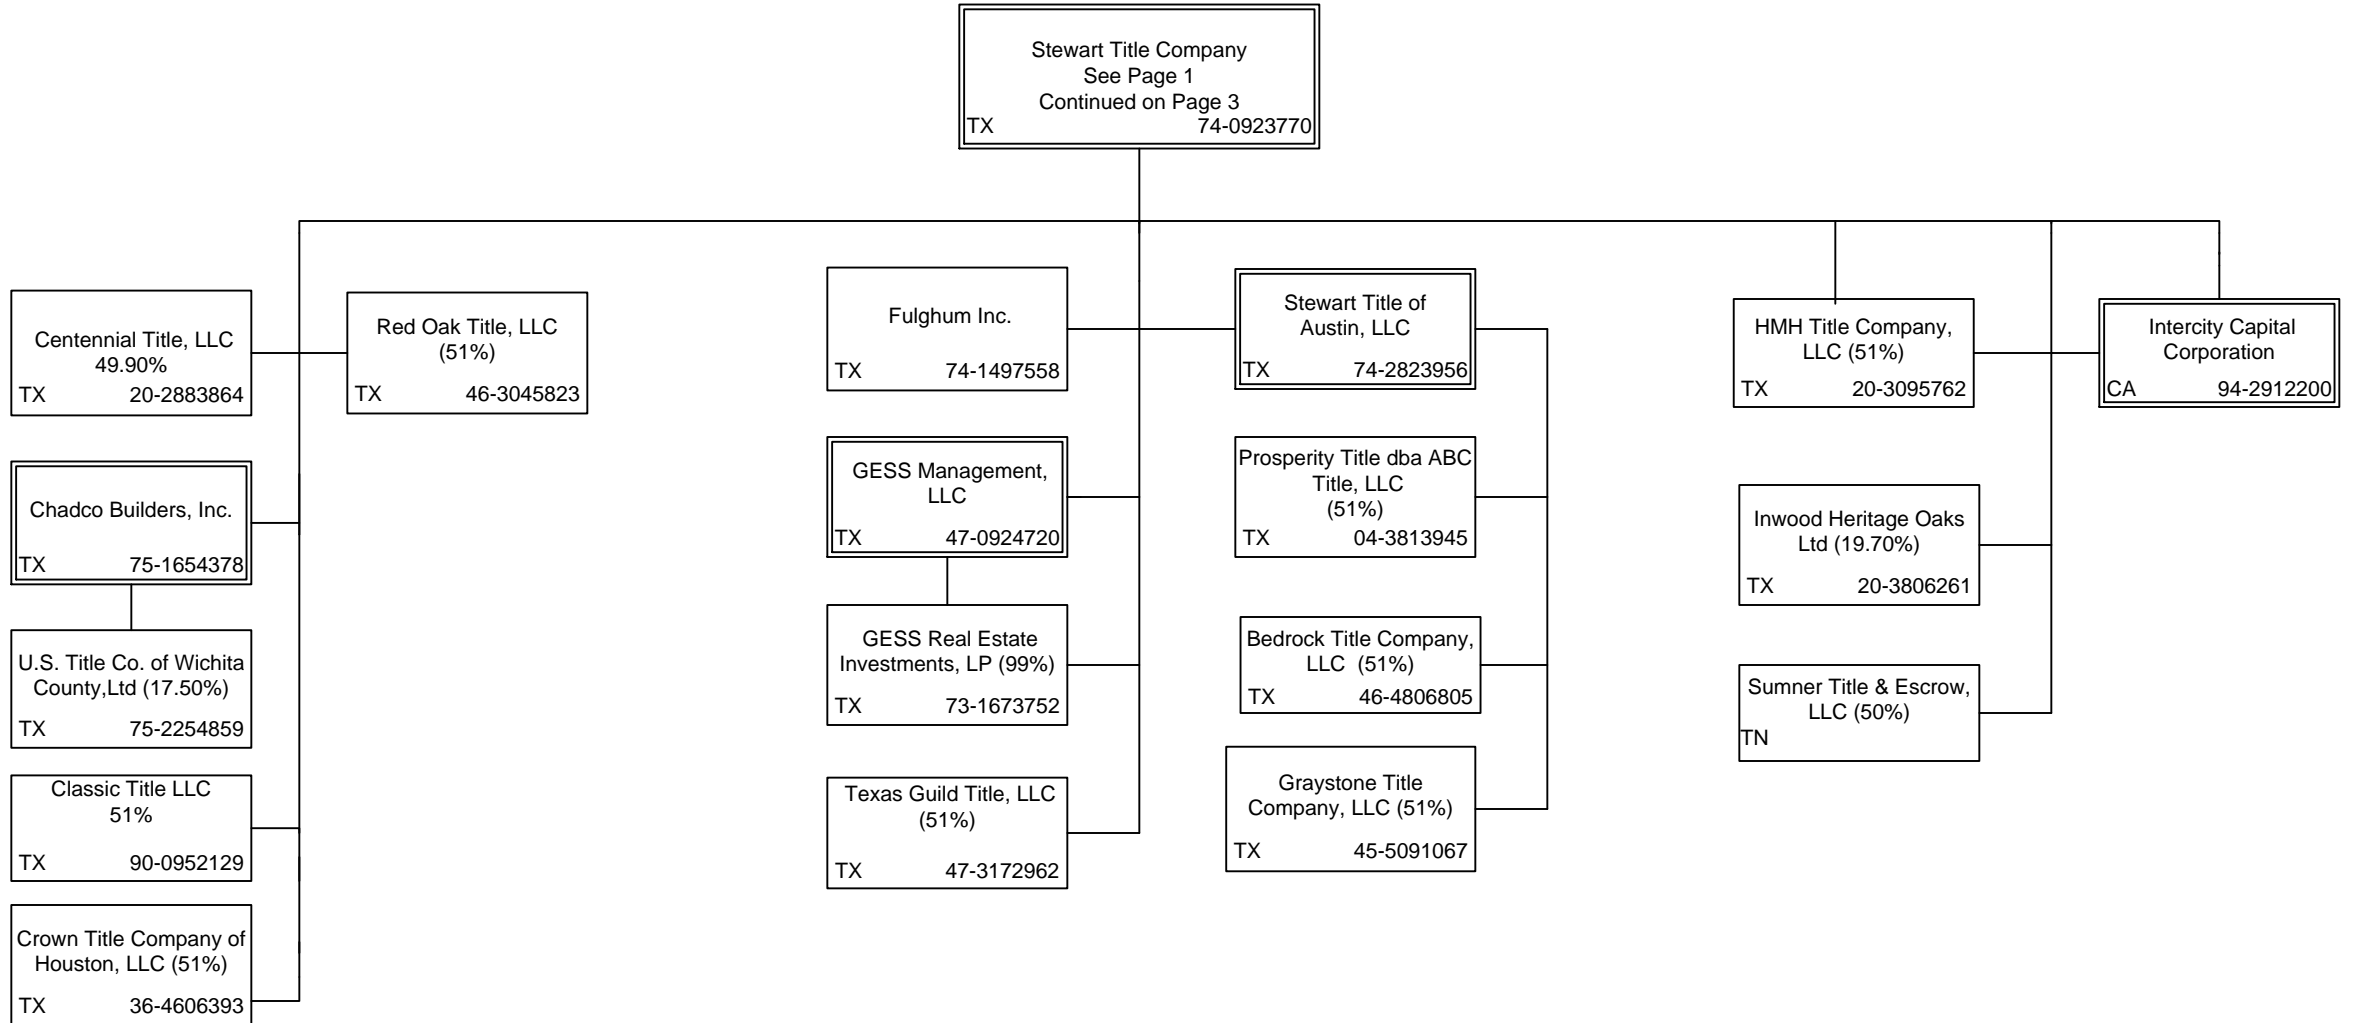 Stewart Title Company
See Page 1
Continued on Page 3
TX 74-0923770
Centennial Title, LLC
49.90%
TX 20-2883864
Red Oak Title, LLC
(51%)
TX 46-3045823
Chadco Builders, Inc.
TX 75-1654378
U.S. Title Co. of Wichita
County,Ltd (17.50%)
TX 75-2254859
Classic Title LLC
51%
TX 90-0952129
Crown Title Company of
Houston, LLC (51%)
TX 36-4606393
Fulghum Inc.
TX 74-1497558
GESS Management,
LLC
TX 47-0924720
GESS Real Estate
Investments, LP (99%)
TX 73-1673752
Texas Guild Title, LLC
(51%)
TX 47-3172962
Stewart Title of
Austin, LLC
TX 74-2823956
Prosperity Title dba ABC
Title, LLC
(51%)
TX 04-3813945
Bedrock Title Company,
LLC (51%)
TX 46-4806805
Graystone Title
Company, LLC (51%)
TX 45-5091067
HMH Title Company,
LLC (51%)
TX 20-3095762
Intercity Capital
Corporation
CA 94-2912200
Inwood Heritage Oaks
Ltd (19.70%)
TX 20-3806261
Sumner Title & Escrow,
LLC (50%)
TN